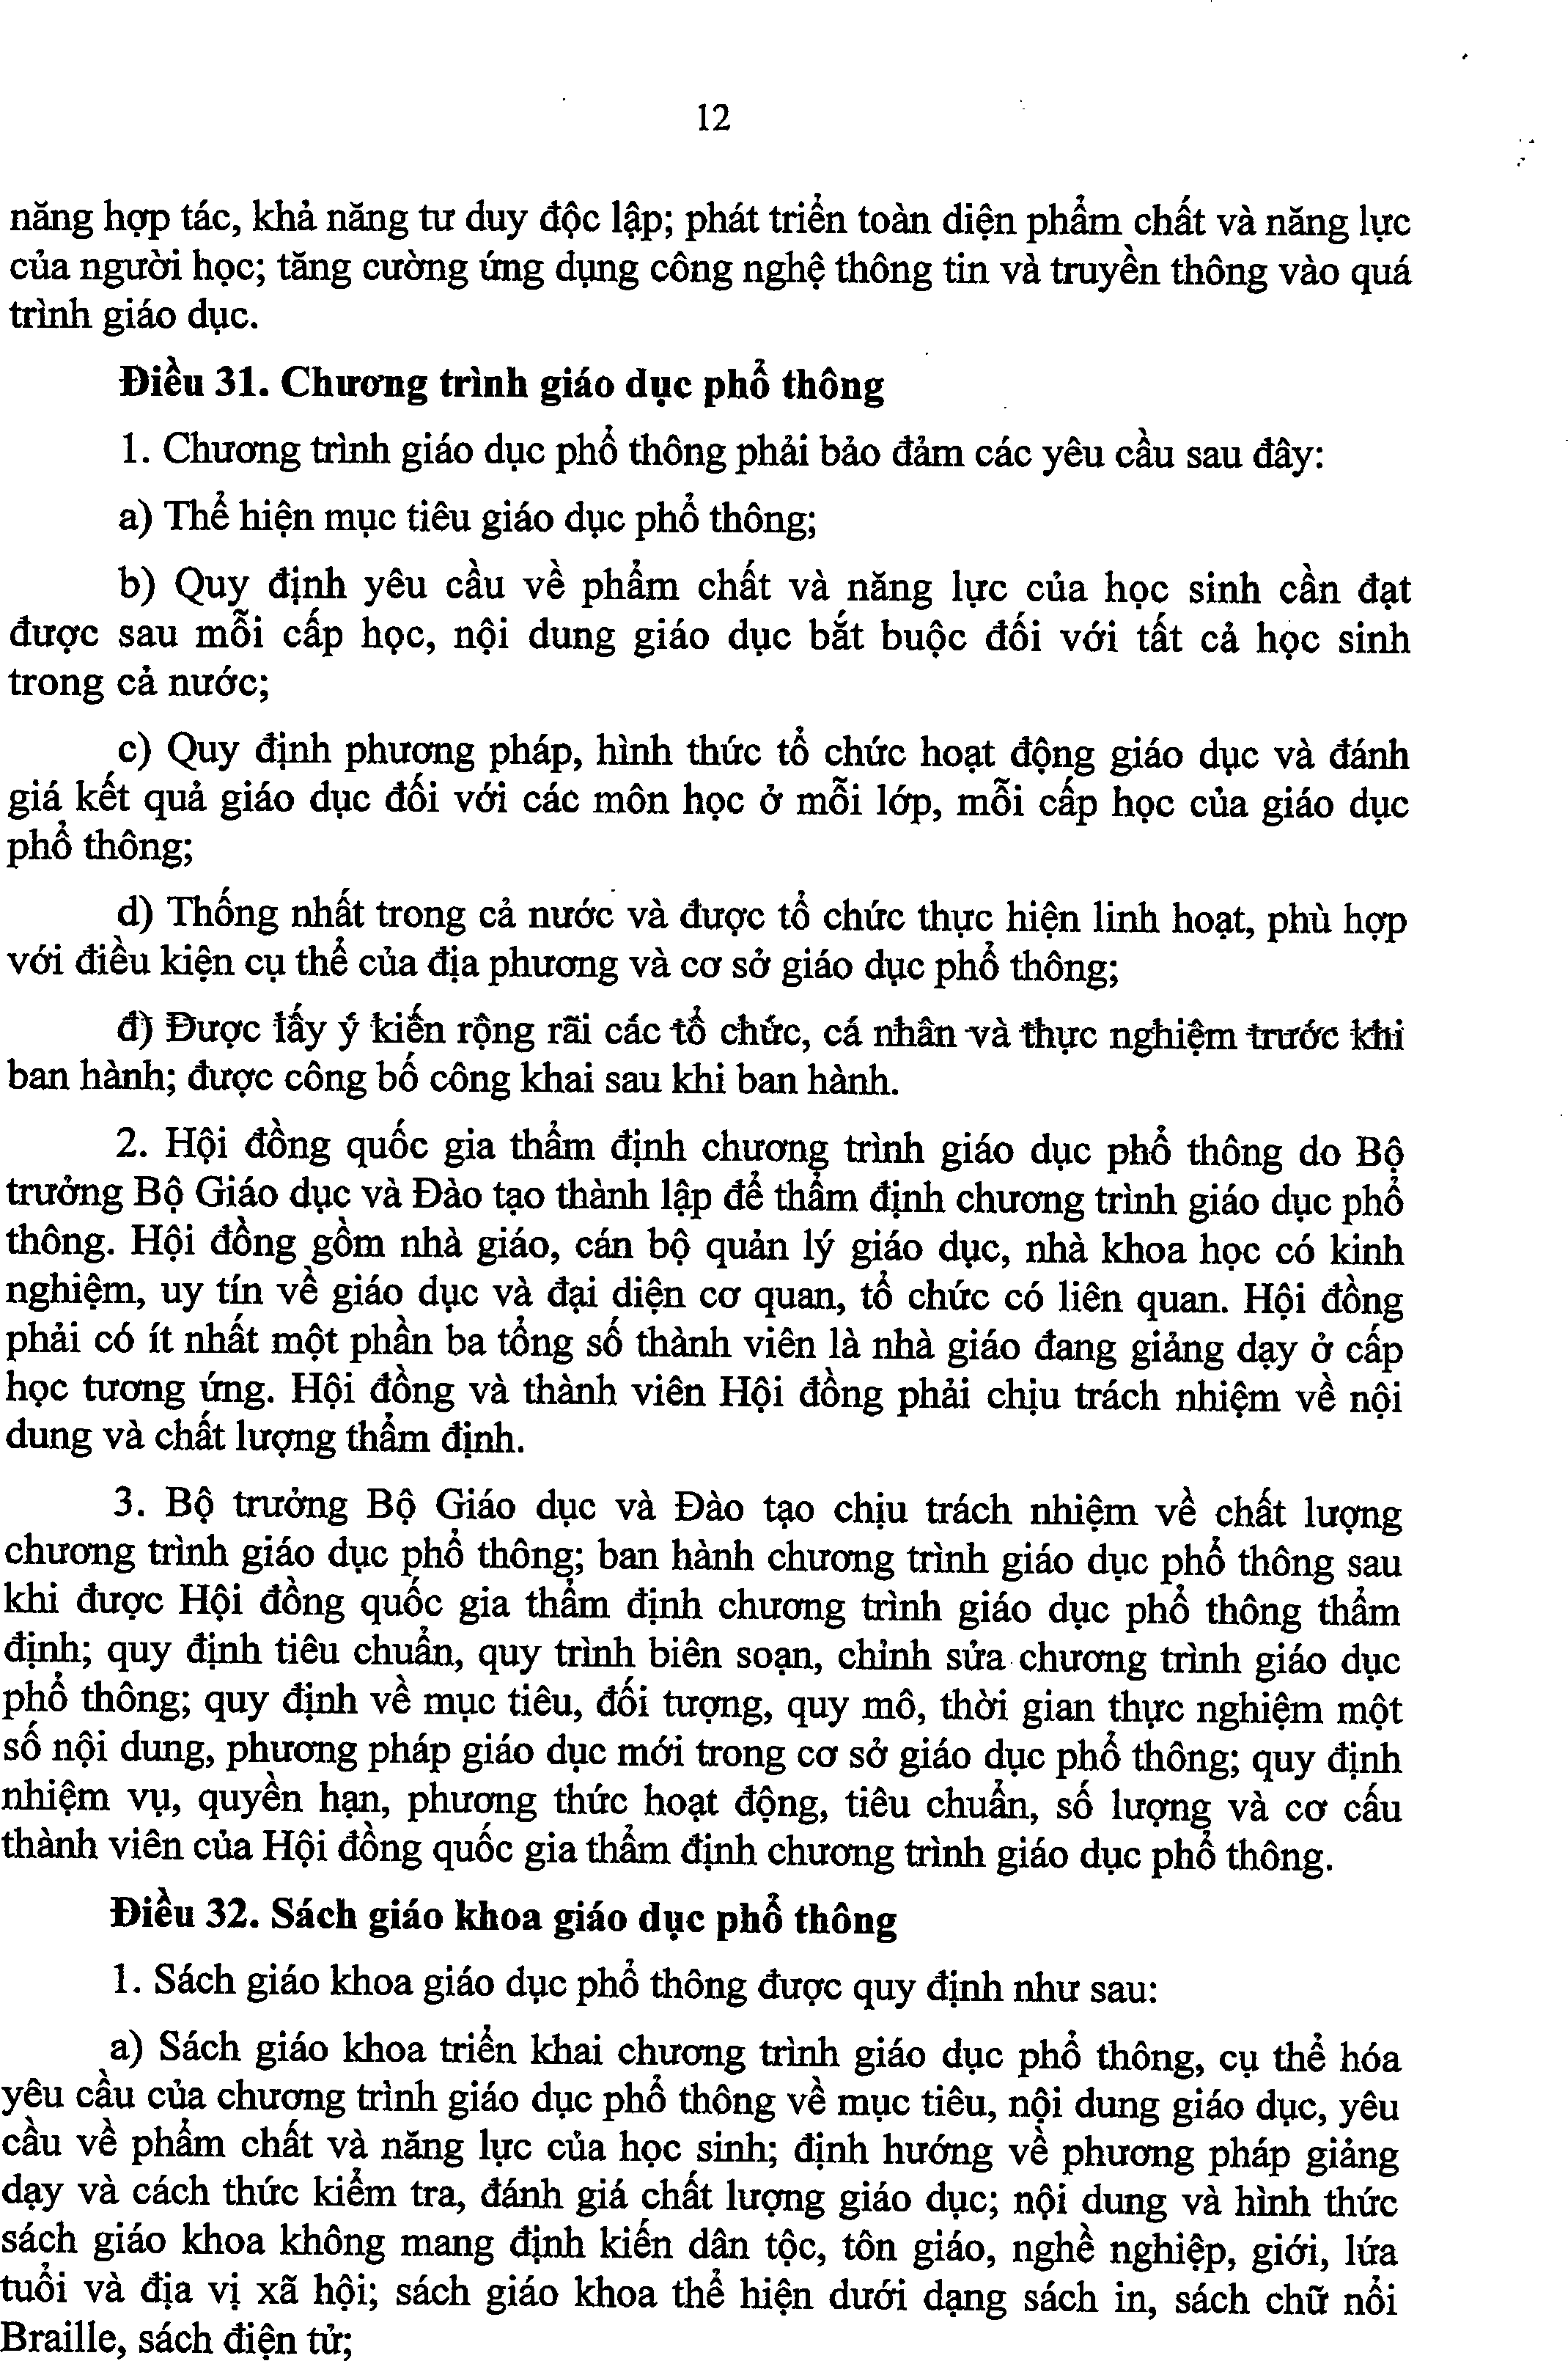 12
năng hợp tác, khả năng tư duy độc lập; phát triển toàn diện phẩm chất và năng lực
của người học; tăng cường ứng dụng công nghệ thông tin và truyền thông vào quá
trình giáo dục.
Điều 31. Chương trình giáo dục phổ thông
1. Chương trình giáo dục phổ thông phải bảo đảm các yêu cầu sau đây:
a) Thể hiện mục tiêu giáo dục phổ thông;
b) Quy định yêu cầu về phẩm chất và năng lực của học sinh cần đạt
được sau mỗi cấp học, nội dung giáo dục bắt buộc đối với tất cả học sinh
trong cả nước;
c) Quy định phương pháp, hình thức tổ chức hoạt động giáo dục và đánh
giá kết quả giáo dục đối với các môn học ở mỗi lớp, mỗi cấp học của giáo dục
phổ thông;
d) Thống nhất trong cả nước và được tổ chức thực hiện linh hoạt, phù hợp
với điều kiện cụ thể của địa phương và cơ sở giáo dục phổ thông;
đ) Được lấy ý kiến rộng rãi các tổ chức, cá nhân và thực nghiệm trước khi
ban hành; được công bố công khai sau khi ban hành.
2. Hội đồng quốc gia thẩm định chương trình giáo dục phổ thông do Bộ
trưởng Bộ Giáo dục và Đào tạo thành lập để thẩm định chương trình giáo dục phổ
thông. Hội đồng gồm nhà giáo, cán bộ quản lý giáo dục, nhà khoa học có kinh
nghiệm, uy tín về giáo dục và đại diện cơ quan, tổ chức có liên quan. Hội đồng
phải có ít nhất một phần ba tổng số thành viên là nhà giáo đang giảng dạy ở cấp
học tương ứng. Hội đồng và thành viên Hội đồng phải chịu trách nhiệm về nội
dung và chất lượng thẩm định.
3. Bộ trưởng Bộ Giáo dục và Đào tạo chịu trách nhiệm về chất lượng
chương trình giáo dục phổ thông; ban hành chương trình giáo dục phổ thông sau
khi được Hội đồng quốc gia thẩm định chương trình giáo dục phổ thông thẩm
định; quy định tiêu chuẩn, quy trình biên soạn, chỉnh sửa chương trình giáo dục
phổ thông; quy định về mục tiêu, đối tượng, quy mô, thời gian thực nghiệm một
số nội dung, phương pháp giáo dục mới trong cơ sở giáo dục phổ thông; quy định
nhiệm vụ, quyền hạn, phương thức hoạt động, tiêu chuẩn, số lượng và cơ cấu
thành viên của Hội đồng quốc gia thẩm định chương trình giáo dục phổ thông.
Điều 32. Sách giáo khoa giáo dục phổ thông
1. Sách giáo khoa giáo dục phổ thông được quy định như sau:
a) Sách giáo khoa triển khai chương trình giáo dục phổ thông, cụ thể hóa
yêu cầu của chương trình giáo dục phổ thông về mục tiêu, nội dung giáo dục, yêu
cầu về phẩm chất và năng lực của học sinh; định hướng về phương pháp giảng
dạy và cách thức kiểm tra, đánh giá chất lượng giáo dục; nội dung và hình thức
sách giáo khoa không mang định kiến dân tộc, tôn giáo, nghề nghiệp, giới, lứa
tuổi và địa vị xã hội; sách giáo khoa thể hiện dưới dạng sách in, sách chữ nổi
Braille, sách điện tử;